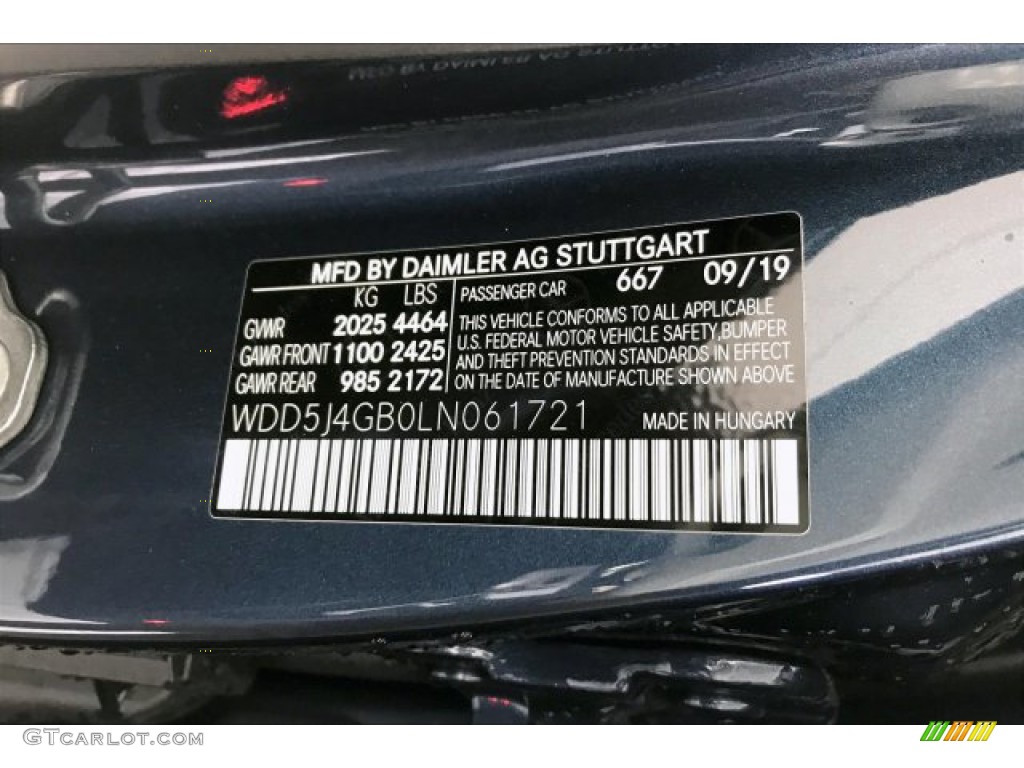 MFD BY DAIMLER AG STUTTGART
KG LBS
GVWR 2025 4464
GAWR FRONT 1100 2425
GAWR REAR 985 2172
PASSENGER CAR 667 09/19
THIS VEHICLE CONFORMS TO ALL APPLICABLE
U.S. FEDERAL MOTOR VEHICLE SAFETY, BUMPER
AND THEFT PREVENTION STANDARDS IN EFFECT
ON THE DATE OF MANUFACTURE SHOWN ABOVE
WDD5J4GB0LN061721 MADE IN HUNGARY
GTCarlot.com